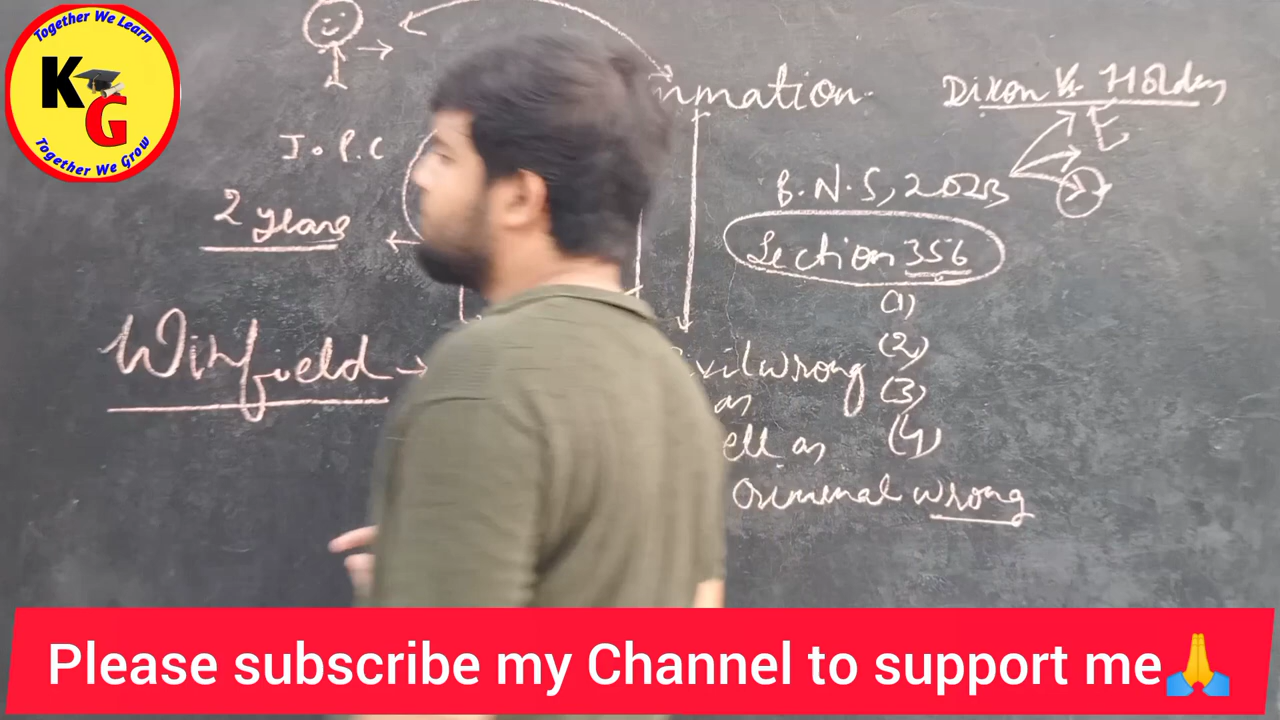 Together We Learn
KG
Together We Grow
mmation.
Dixon Vs Holden
E
J.P.C
B.N.S, 2023
2 years
Section 356
(1)
Winfield
(2)
ivil wrong
(3)
as
ell as
(4)
Criminal wrong
Please subscribe my Channel to support me🙏